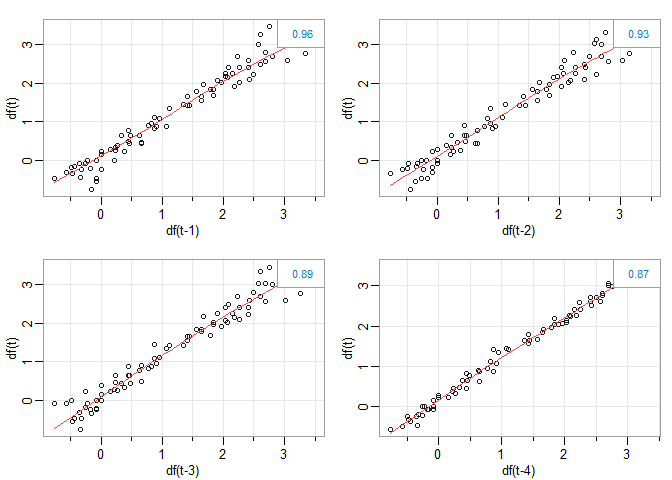 0.96
df(t)
3
2
1
0
0 1 2 3
df(t-1)
0.93
df(t)
3
2
1
0
0 1 2 3
df(t-2)
0.89
df(t)
3
2
1
0
0 1 2 3
df(t-3)
0.87
df(t)
3
2
1
0
0 1 2 3
df(t-4)